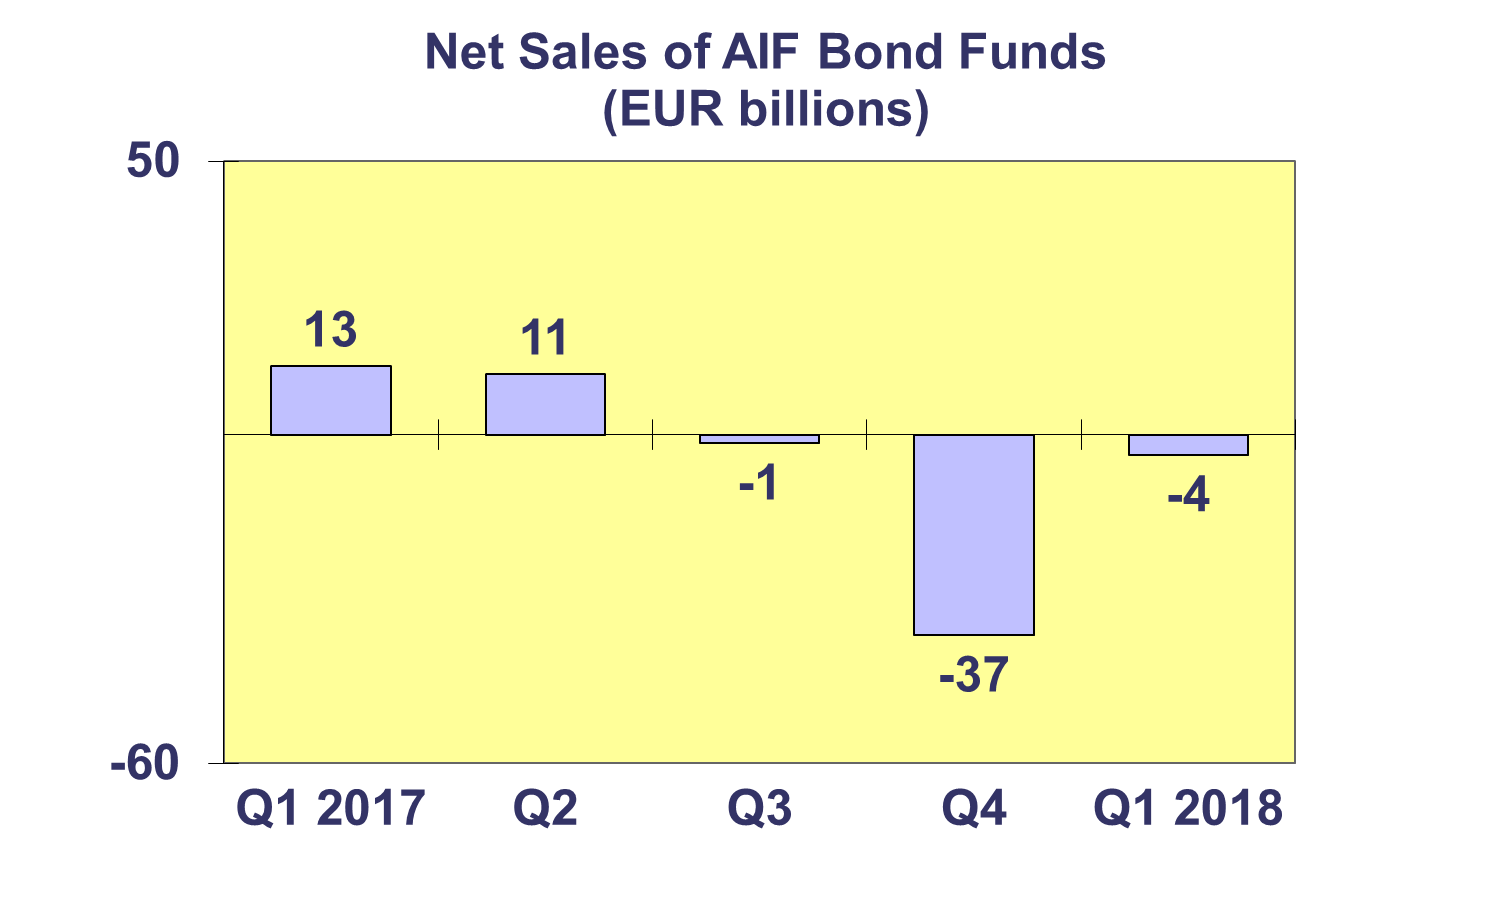 Net Sales of AIF Bond Funds
(EUR billions)
50
13
11
-1
-4
-37
-60
Q1 2017 Q2 Q3 Q4 Q1 2018